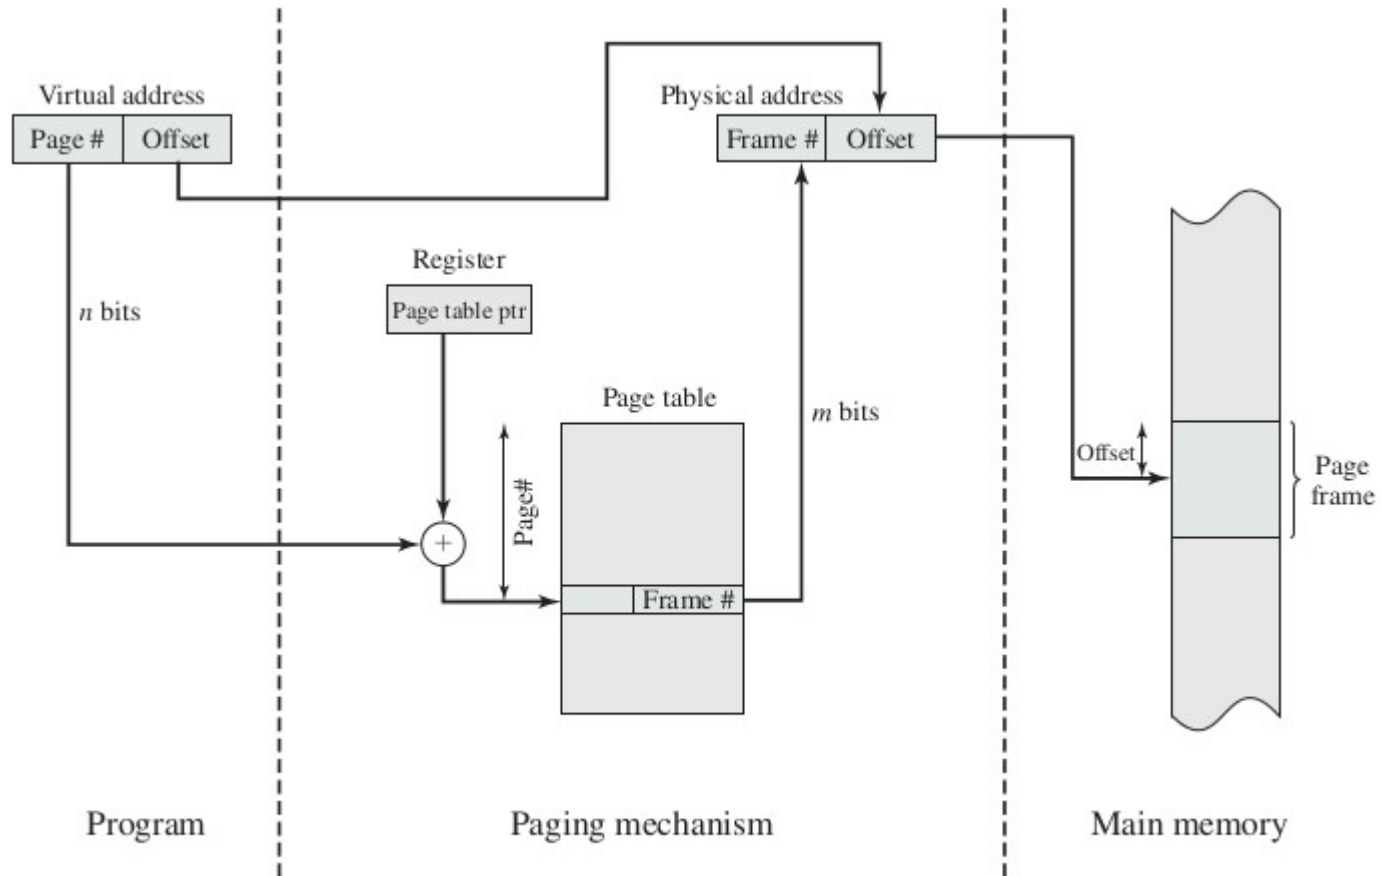 Virtual address
Page #
Offset
Physical address
Frame #
Offset
Register
Page table ptr
n bits
Page table
m bits
Page#
Frame #
Offset
Page
frame
Program
Paging mechanism
Main memory
+